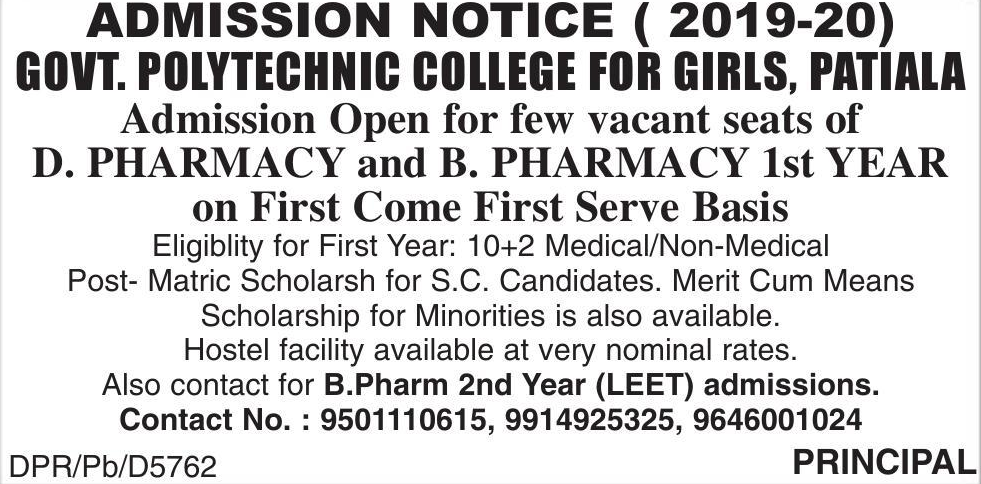 ADMISSION NOTICE ( 2019-20)
GOVT. POLYTECHNIC COLLEGE FOR GIRLS, PATIALA
Admission Open for few vacant seats of
D. PHARMACY and B. PHARMACY 1st YEAR
on First Come First Serve Basis
Eligiblity for First Year: 10+2 Medical/Non-Medical
Post- Matric Scholarsh for S.C. Candidates. Merit Cum Means
Scholarship for Minorities is also available.
Hostel facility available at very nominal rates.
Also contact for B.Pharm 2nd Year (LEET) admissions.
Contact No. : 9501110615, 9914925325, 9646001024
DPR/Pb/D5762 PRINCIPAL